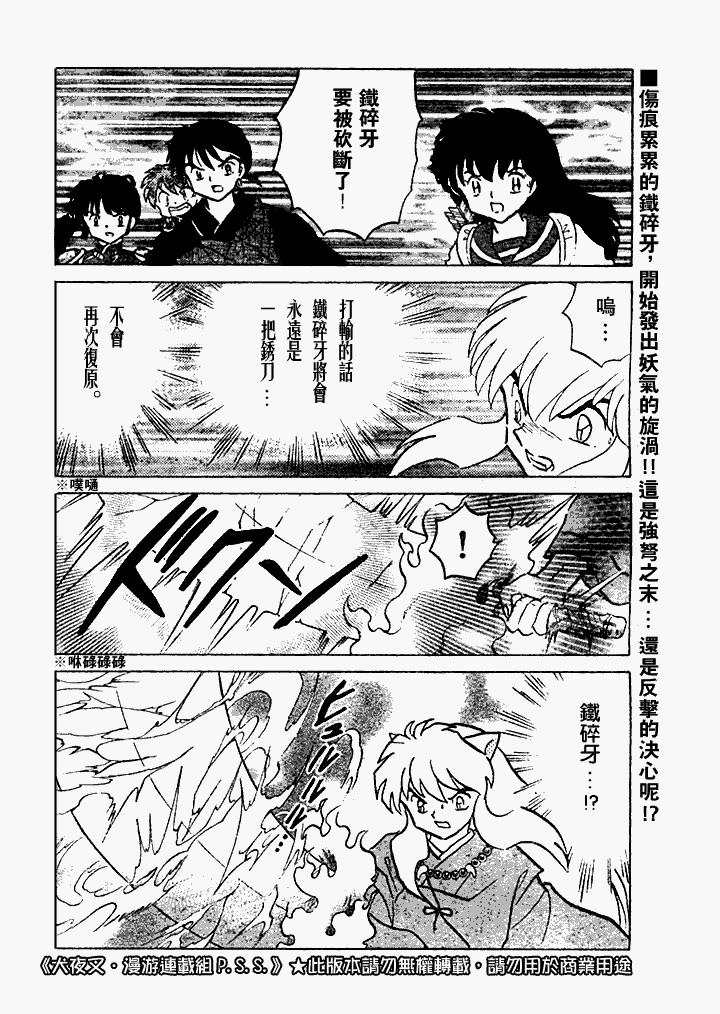 ■傷痕累累的鐵碎牙，開始發出妖氣的旋渦!!這是強弩之末…還是反擊的決心呢!?
鐵碎牙
要被砍斷了！
嗚…
打輸的話
鐵碎牙將會
永遠是
一把銹刀…
不會
再次復原。
※噗嗵
！
ドクン
※咻碌碌碌
鐵碎牙…!?
ヒュルルル…
《犬夜叉·漫游連載組P.S.S.》★此版本請勿無權轉載，請勿用於商業用途